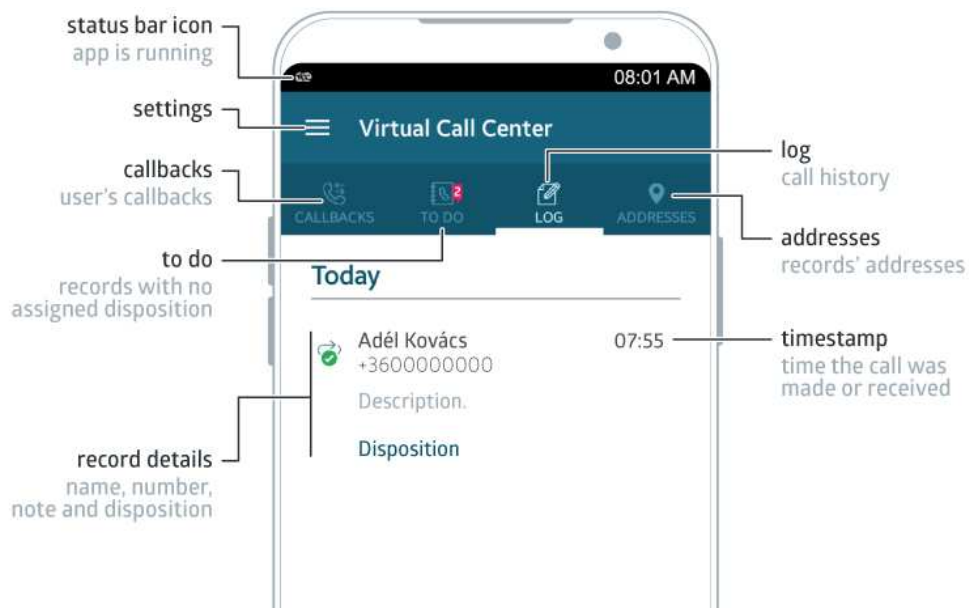 status bar icon
app is running
settings
callbacks
user's callbacks
to do
records with no
assigned disposition
record details
name, number,
note and disposition
08:01 AM
Virtual Call Center
CALLBACKS
TO DO
2
LOG
ADDRESSES
Today
Adél Kovács
07:55
+3600000000
Description.
Disposition
log
call history
addresses
records' addresses
timestamp
time the call was
made or received